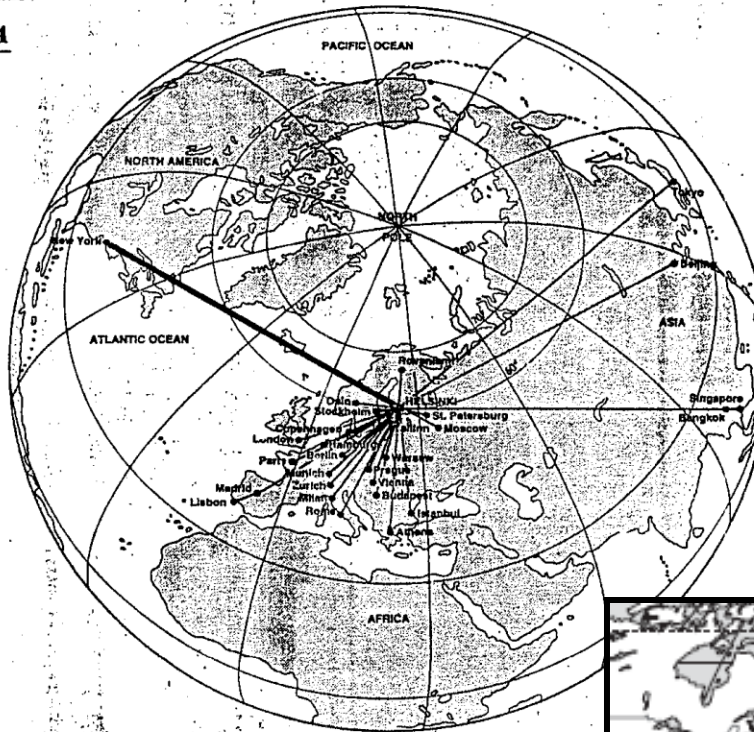 PACIFIC OCEAN
NORTH AMERICA
NORTH
POLE
Tokyo
New York
Beijing
ATLANTIC OCEAN
ASIA
60°
Rovaniemi
Oslo
HELSINKI
Stockholm
St. Petersburg
Singapore
Bangkok
Copenhagen
Tallinn
Moscow
London
Hamburg
Berlin
Warsaw
Paris
Munich
Prague
Madrid
Zurich
Vienna
Lisbon
Milan
Budapest
Rome
Istanbul
Athens
AFRICA